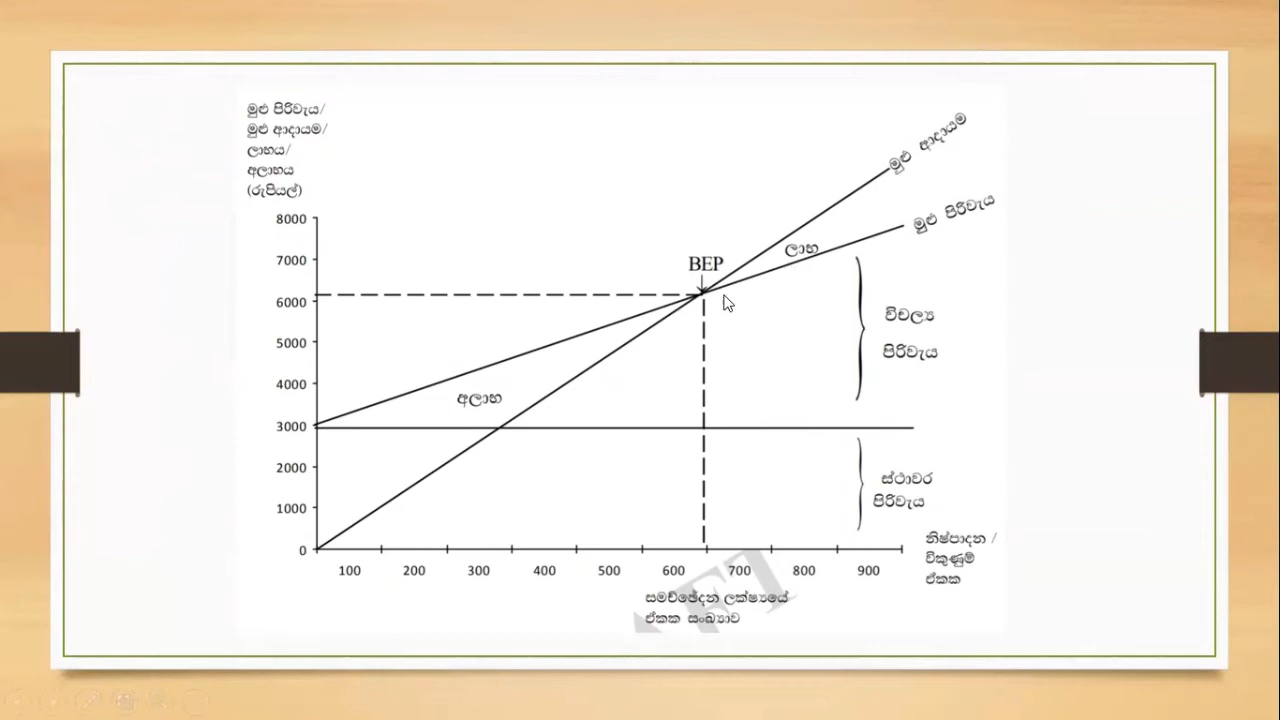 මුළු පිරිවැය/
මුළු ආදායම/
ලාභය/
අලාභය
(රුපියල්)
මුළු ආදායම
මුළු පිරිවැය
ලාභ
BEP
8000
7000
6000
5000
4000
3000
2000
1000
0
අලාභ
විචල්‍ය
පිරිවැය
ස්ථාවර
පිරිවැය
නිෂ්පාදන /
විකුණුම්
ඒකක
100 200 300 400 500 600 700 800 900
සමච්ඡේදන ලක්ෂ්‍යයේ
ඒකක සංඛ්‍යාව